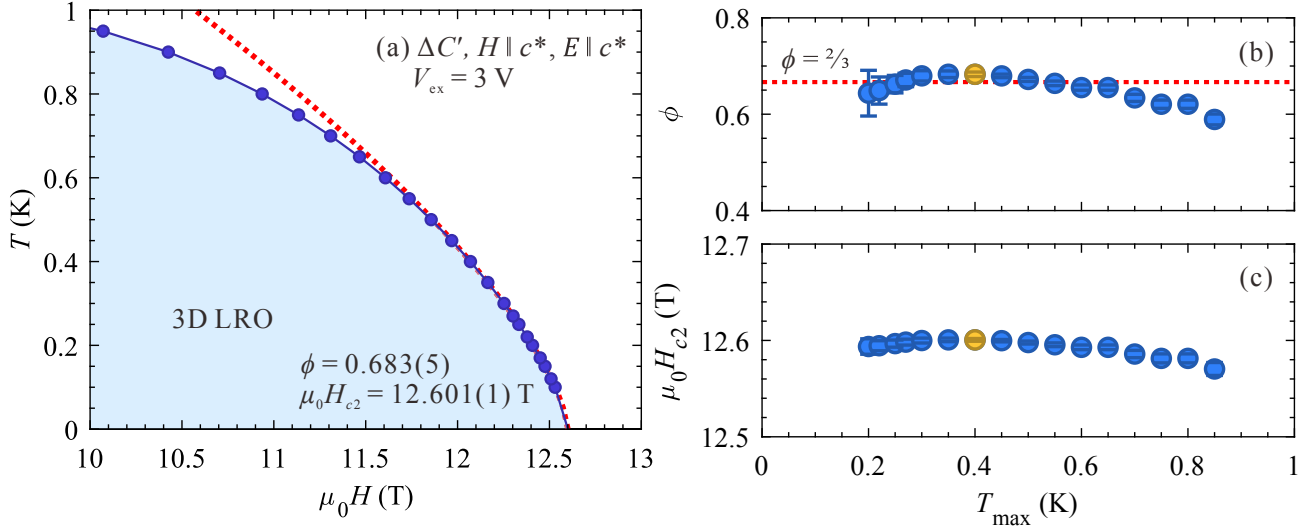 (a) ΔC′, H ∥ c*, E ∥ c*
V_ex = 3 V
3D LRO
ϕ = 0.683(5)
μ₀H_c2 = 12.601(1) T
T (K)
1
0.8
0.6
0.4
0.2
0
10 10.5 11 11.5 12 12.5 13
μ₀H (T)
(b)
ϕ = ⅔
ϕ
0.8
0.6
0.4
(c)
μ₀H_c2 (T)
12.7
12.6
12.5
0 0.2 0.4 0.6 0.8 1
T_max (K)